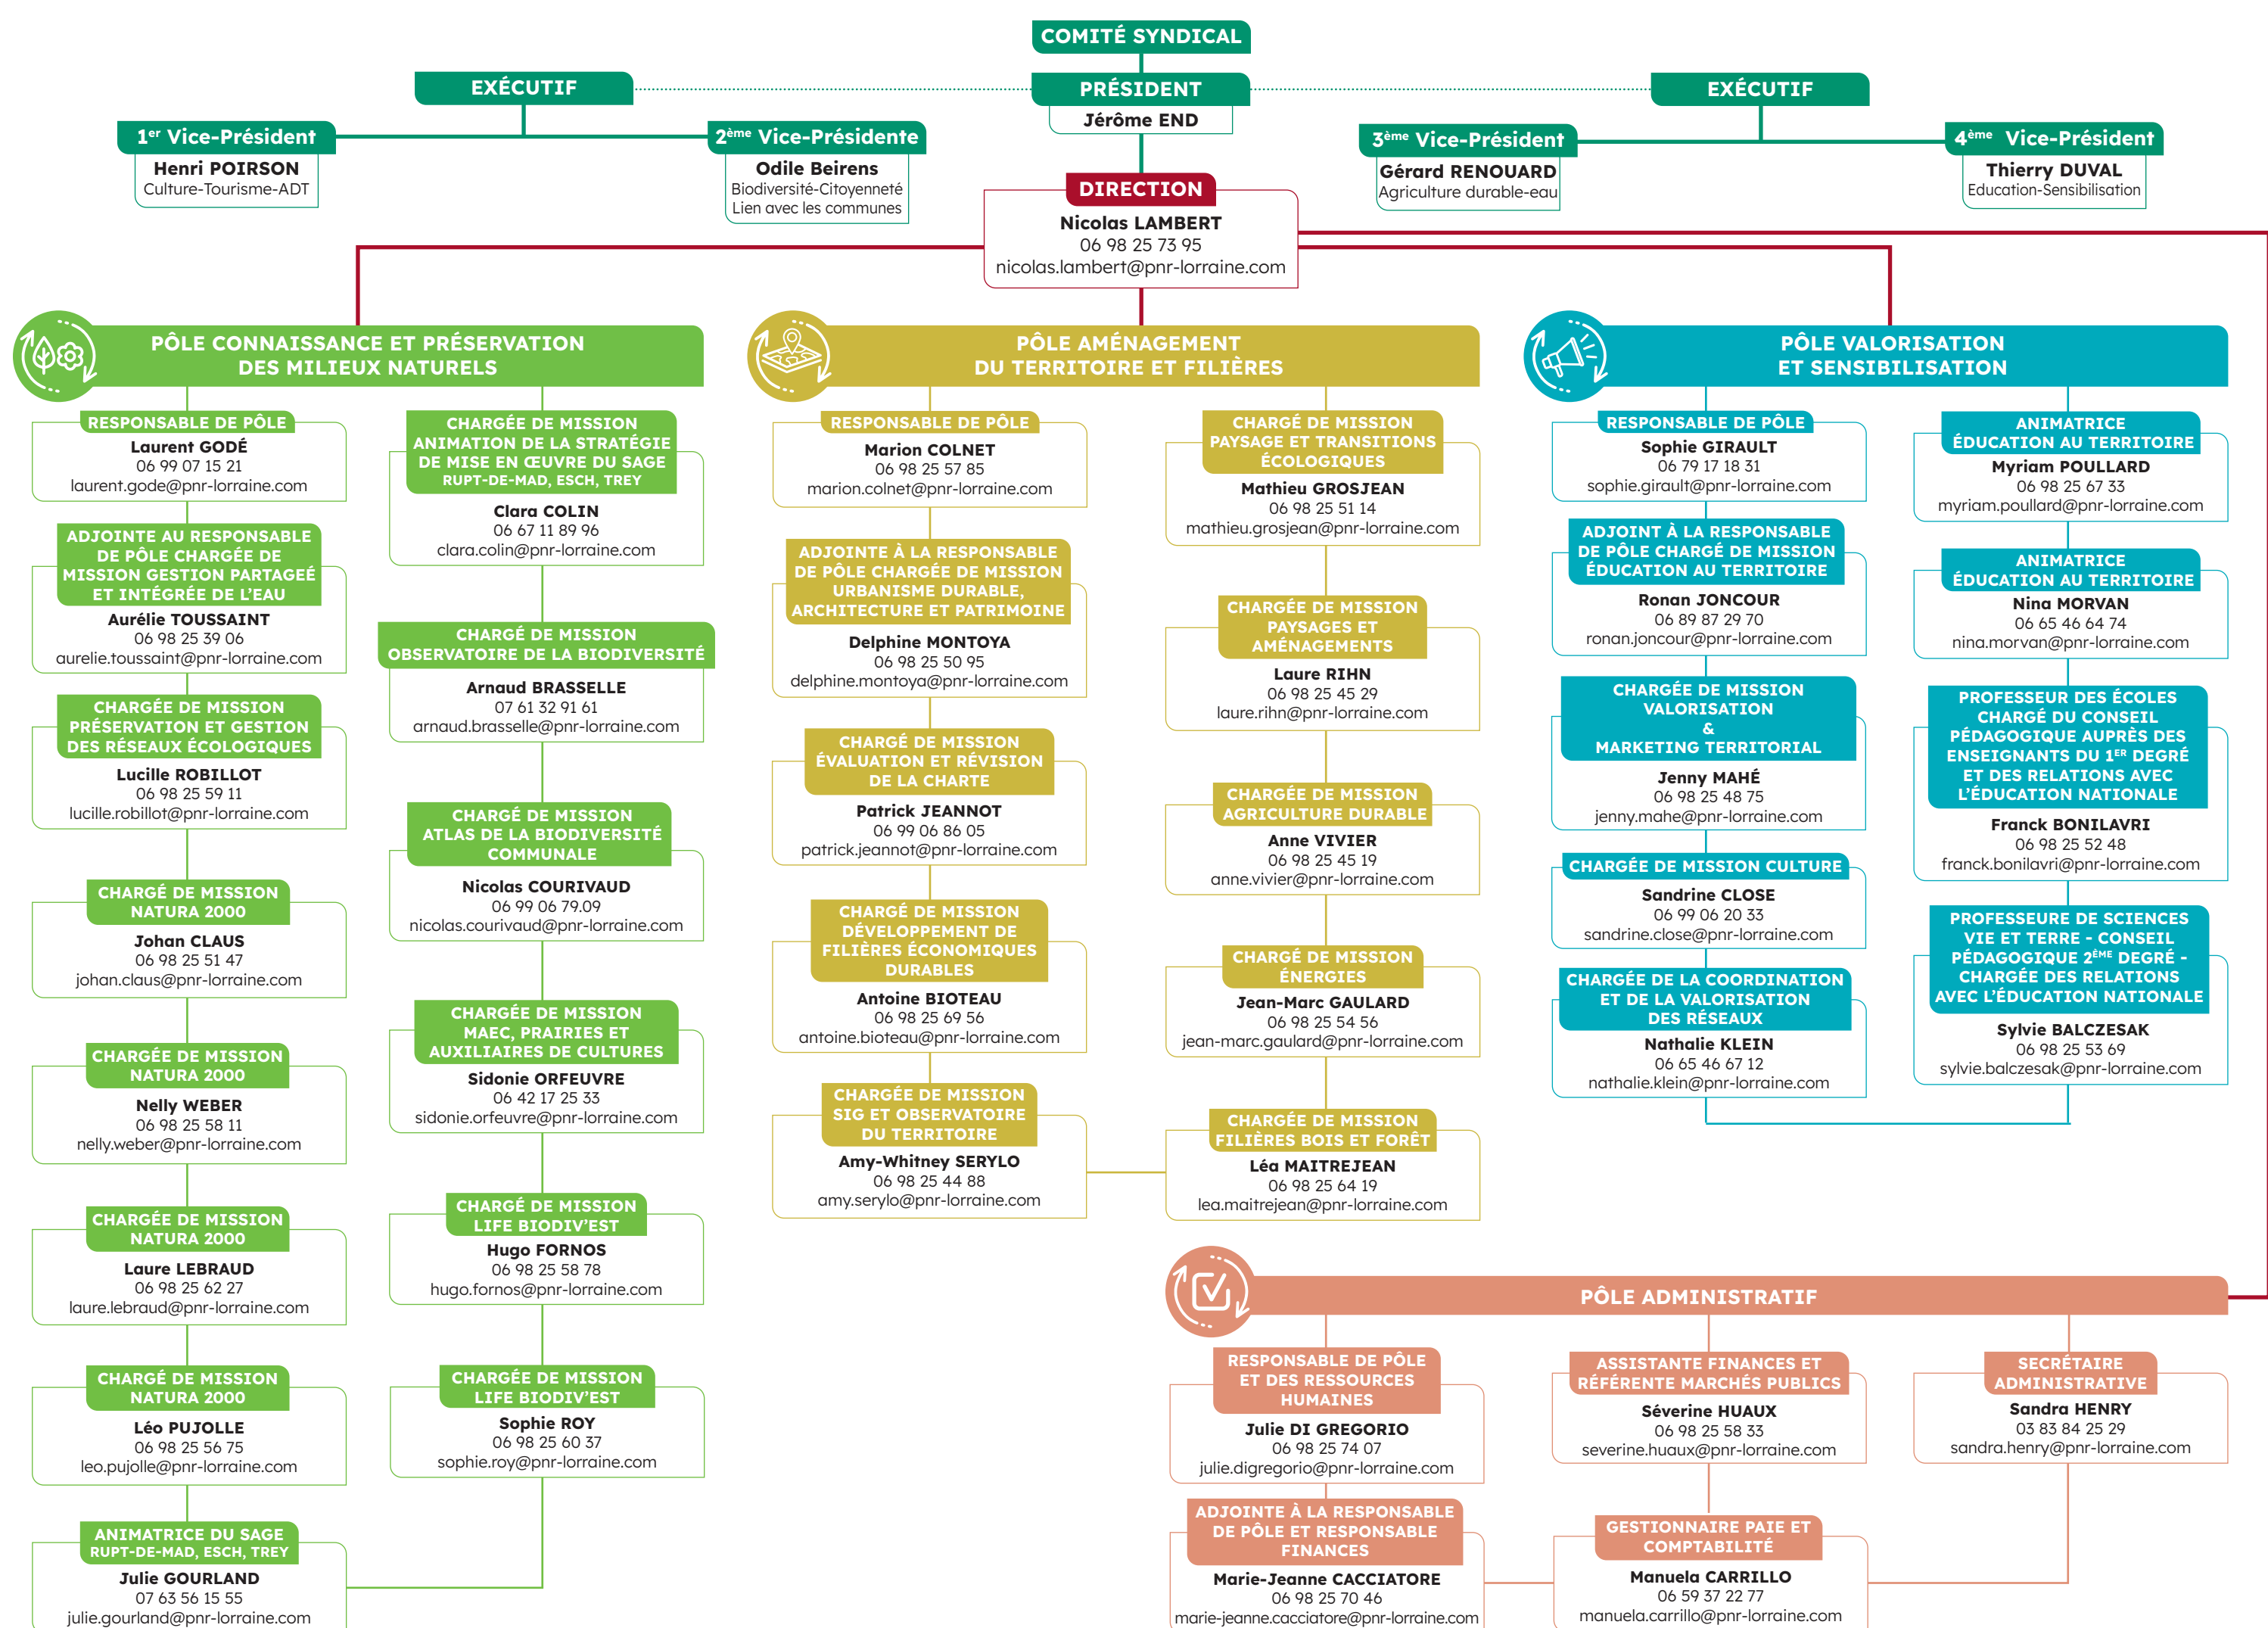 COMITÉ SYNDICAL
EXÉCUTIF
PRÉSIDENT
Jérôme END
EXÉCUTIF
1er Vice-Président
Henri POIRSON
Culture-Tourisme-ADT
2ème Vice-Présidente
Odile Beirens
Biodiversité-Citoyenneté
Lien avec les communes
3ème Vice-Président
Gérard RENOUARD
Agriculture durable-eau
4ème Vice-Président
Thierry DUVAL
Education-Sensibilisation
DIRECTION
Nicolas LAMBERT
06 98 25 73 95
nicolas.lambert@pnr-lorraine.com
PÔLE CONNAISSANCE ET PRÉSERVATION
DES MILIEUX NATURELS
RESPONSABLE DE PÔLE
Laurent GODÉ
06 99 07 15 21
laurent.gode@pnr-lorraine.com
ADJOINTE AU RESPONSABLE
DE PÔLE CHARGÉE DE
MISSION GESTION PARTAGEÉ
ET INTÉGRÉE DE L'EAU
Aurélie TOUSSAINT
06 98 25 39 06
aurelie.toussaint@pnr-lorraine.com
CHARGÉE DE MISSION
PRÉSERVATION ET GESTION
DES RÉSEAUX ÉCOLOGIQUES
Lucille ROBILLOT
06 98 25 59 11
lucille.robillot@pnr-lorraine.com
CHARGÉ DE MISSION
NATURA 2000
Johan CLAUS
06 98 25 51 47
johan.claus@pnr-lorraine.com
CHARGÉE DE MISSION
NATURA 2000
Nelly WEBER
06 98 25 58 11
nelly.weber@pnr-lorraine.com
CHARGÉE DE MISSION
NATURA 2000
Laure LEBRAUD
06 98 25 62 27
laure.lebraud@pnr-lorraine.com
CHARGÉ DE MISSION
NATURA 2000
Léo PUJOLLE
06 98 25 56 75
leo.pujolle@pnr-lorraine.com
ANIMATRICE DU SAGE
RUPT-DE-MAD, ESCH, TREY
Julie GOURLAND
07 63 56 15 55
julie.gourland@pnr-lorraine.com
CHARGÉE DE MISSION
ANIMATION DE LA STRATÉGIE
DE MISE EN ŒUVRE DU SAGE
RUPT-DE-MAD, ESCH, TREY
Clara COLIN
06 67 11 89 96
clara.colin@pnr-lorraine.com
CHARGÉ DE MISSION
OBSERVATOIRE DE LA BIODIVERSITÉ
Arnaud BRASSELLE
07 61 32 91 61
arnaud.brasselle@pnr-lorraine.com
CHARGÉ DE MISSION
ATLAS DE LA BIODIVERSITÉ
COMMUNALE
Nicolas COURIVAUD
06 99 06 79.09
nicolas.courivaud@pnr-lorraine.com
CHARGÉE DE MISSION
MAEC, PRAIRIES ET
AUXILIAIRES DE CULTURES
Sidonie ORFEUVRE
06 42 17 25 33
sidonie.orfeuvre@pnr-lorraine.com
CHARGÉ DE MISSION
LIFE BIODIV'EST
Hugo FORNOS
06 98 25 58 78
hugo.fornos@pnr-lorraine.com
CHARGÉE DE MISSION
LIFE BIODIV'EST
Sophie ROY
06 98 25 60 37
sophie.roy@pnr-lorraine.com
PÔLE AMÉNAGEMENT
DU TERRITOIRE ET FILIÈRES
RESPONSABLE DE PÔLE
Marion COLNET
06 98 25 57 85
marion.colnet@pnr-lorraine.com
ADJOINTE À LA RESPONSABLE
DE PÔLE CHARGÉE DE MISSION
URBANISME DURABLE,
ARCHITECTURE ET PATRIMOINE
Delphine MONTOYA
06 98 25 50 95
delphine.montoya@pnr-lorraine.com
CHARGÉ DE MISSION
ÉVALUATION ET RÉVISION
DE LA CHARTE
Patrick JEANNOT
06 99 06 86 05
patrick.jeannot@pnr-lorraine.com
CHARGÉ DE MISSION
DÉVELOPPEMENT DE
FILIÈRES ÉCONOMIQUES
DURABLES
Antoine BIOTEAU
06 98 25 69 56
antoine.bioteau@pnr-lorraine.com
CHARGÉE DE MISSION
SIG ET OBSERVATOIRE
DU TERRITOIRE
Amy-Whitney SERYLO
06 98 25 44 88
amy.serylo@pnr-lorraine.com
CHARGÉ DE MISSION
PAYSAGE ET TRANSITIONS
ÉCOLOGIQUES
Mathieu GROSJEAN
06 98 25 51 14
mathieu.grosjean@pnr-lorraine.com
CHARGÉE DE MISSION
PAYSAGES ET
AMÉNAGEMENTS
Laure RIHN
06 98 25 45 29
laure.rihn@pnr-lorraine.com
CHARGÉE DE MISSION
AGRICULTURE DURABLE
Anne VIVIER
06 98 25 45 19
anne.vivier@pnr-lorraine.com
CHARGÉ DE MISSION
ÉNERGIES
Jean-Marc GAULARD
06 98 25 54 56
jean-marc.gaulard@pnr-lorraine.com
CHARGÉE DE MISSION
FILIÈRES BOIS ET FORÊT
Léa MAITREJEAN
06 98 25 64 19
lea.maitrejean@pnr-lorraine.com
PÔLE VALORISATION
ET SENSIBILISATION
RESPONSABLE DE PÔLE
Sophie GIRAULT
06 79 17 18 31
sophie.girault@pnr-lorraine.com
ADJOINT À LA RESPONSABLE
DE PÔLE CHARGÉ DE MISSION
ÉDUCATION AU TERRITOIRE
Ronan JONCOUR
06 89 87 29 70
ronan.joncour@pnr-lorraine.com
CHARGÉE DE MISSION
VALORISATION
&
MARKETING TERRITORIAL
Jenny MAHÉ
06 98 25 48 75
jenny.mahe@pnr-lorraine.com
CHARGÉE DE MISSION CULTURE
Sandrine CLOSE
06 99 06 20 33
sandrine.close@pnr-lorraine.com
CHARGÉE DE LA COORDINATION
ET DE LA VALORISATION
DES RÉSEAUX
Nathalie KLEIN
06 65 46 67 12
nathalie.klein@pnr-lorraine.com
ANIMATRICE
ÉDUCATION AU TERRITOIRE
Myriam POULLARD
06 98 25 67 33
myriam.poullard@pnr-lorraine.com
ANIMATRICE
ÉDUCATION AU TERRITOIRE
Nina MORVAN
06 65 46 64 74
nina.morvan@pnr-lorraine.com
PROFESSEUR DES ÉCOLES
CHARGÉ DU CONSEIL
PÉDAGOGIQUE AUPRÈS DES
ENSEIGNANTS DU 1ER DEGRÉ
ET DES RELATIONS AVEC
L'ÉDUCATION NATIONALE
Franck BONILAVRI
06 98 25 52 48
franck.bonilavri@pnr-lorraine.com
PROFESSEURE DE SCIENCES
VIE ET TERRE - CONSEIL
PÉDAGOGIQUE 2ÈME DEGRÉ -
CHARGÉE DES RELATIONS
AVEC L'ÉDUCATION NATIONALE
Sylvie BALCZESAK
06 98 25 53 69
sylvie.balczesak@pnr-lorraine.com
PÔLE ADMINISTRATIF
RESPONSABLE DE PÔLE
ET DES RESSOURCES
HUMAINES
Julie DI GREGORIO
06 98 25 74 07
julie.digregorio@pnr-lorraine.com
ADJOINTE À LA RESPONSABLE
DE PÔLE ET RESPONSABLE
FINANCES
Marie-Jeanne CACCIATORE
06 98 25 70 46
marie-jeanne.cacciatore@pnr-lorraine.com
ASSISTANTE FINANCES ET
RÉFÉRENTE MARCHÉS PUBLICS
Séverine HUAUX
06 98 25 58 33
severine.huaux@pnr-lorraine.com
GESTIONNAIRE PAIE ET
COMPTABILITÉ
Manuela CARRILLO
06 59 37 22 77
manuela.carrillo@pnr-lorraine.com
SECRÉTAIRE
ADMINISTRATIVE
Sandra HENRY
03 83 84 25 29
sandra.henry@pnr-lorraine.com